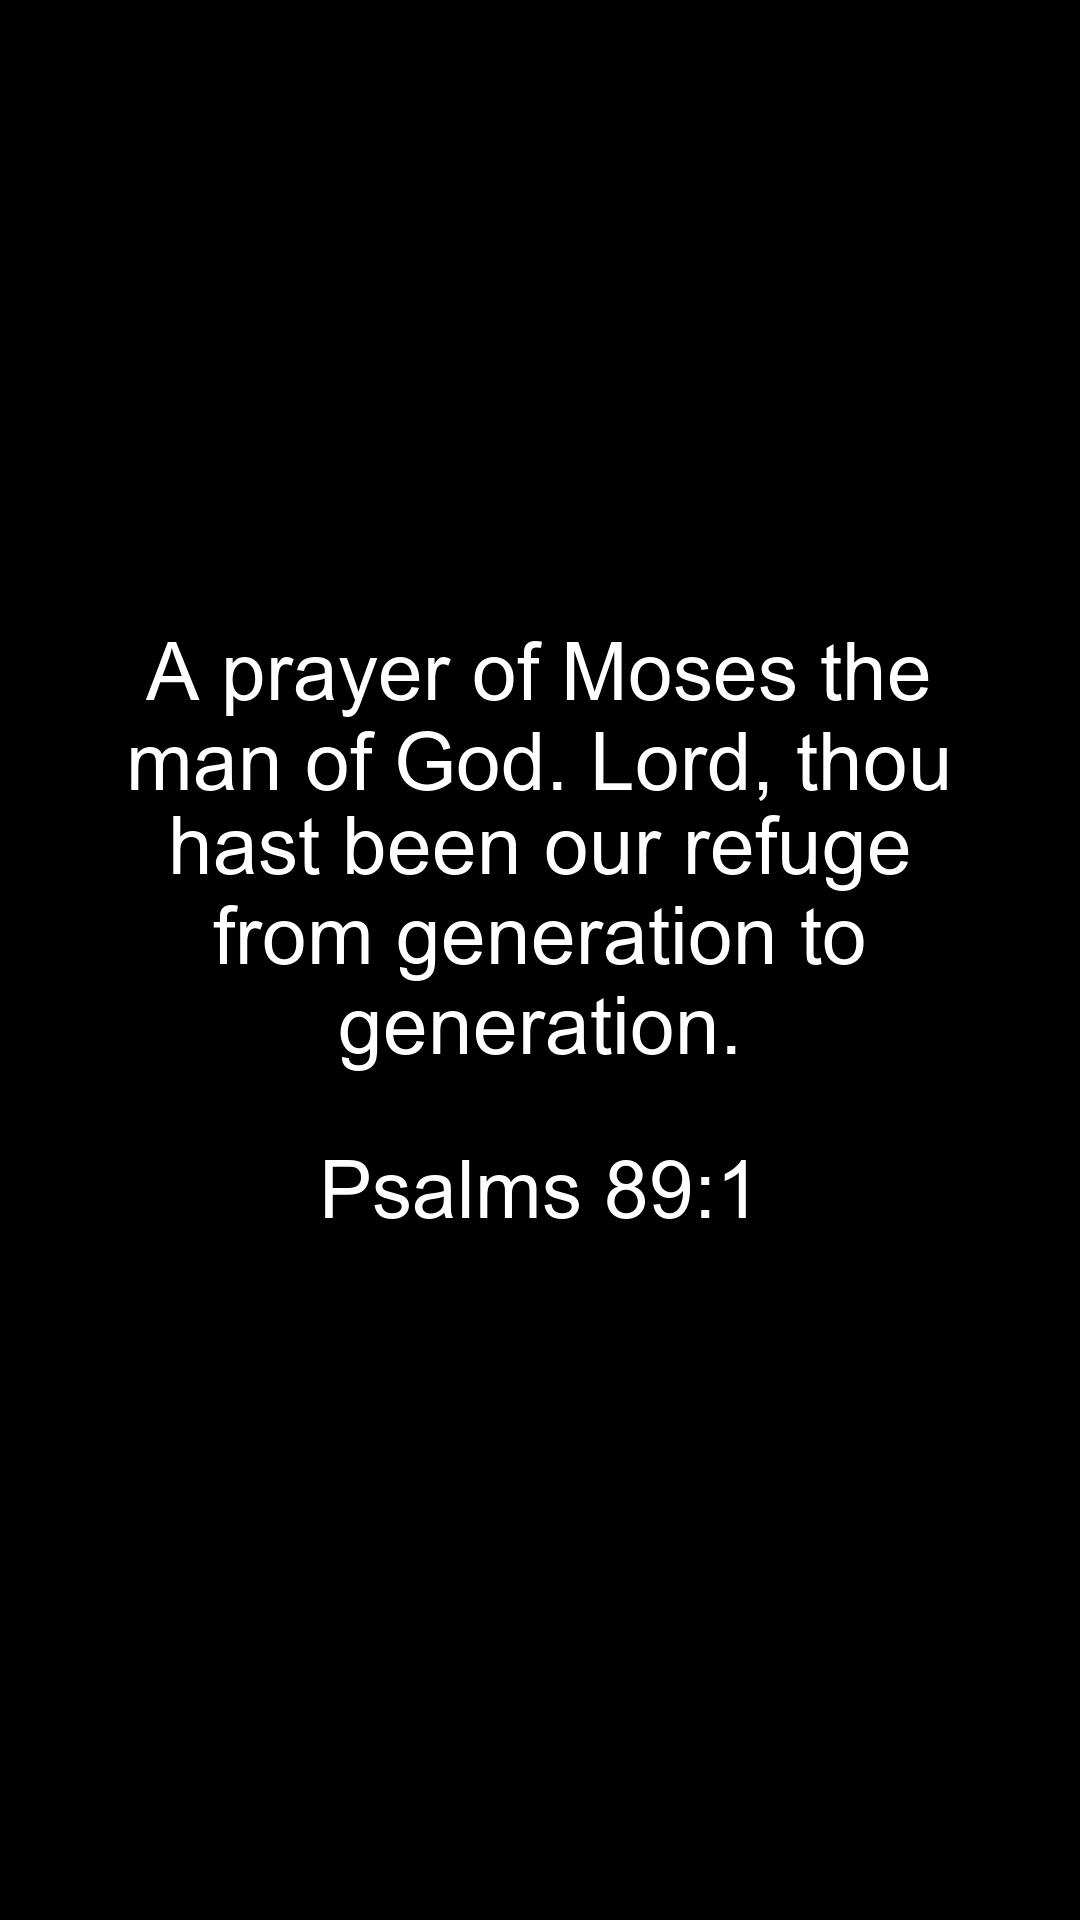 A prayer of Moses the
man of God. Lord, thou
hast been our refuge
from generation to
generation.
Psalms 89:1